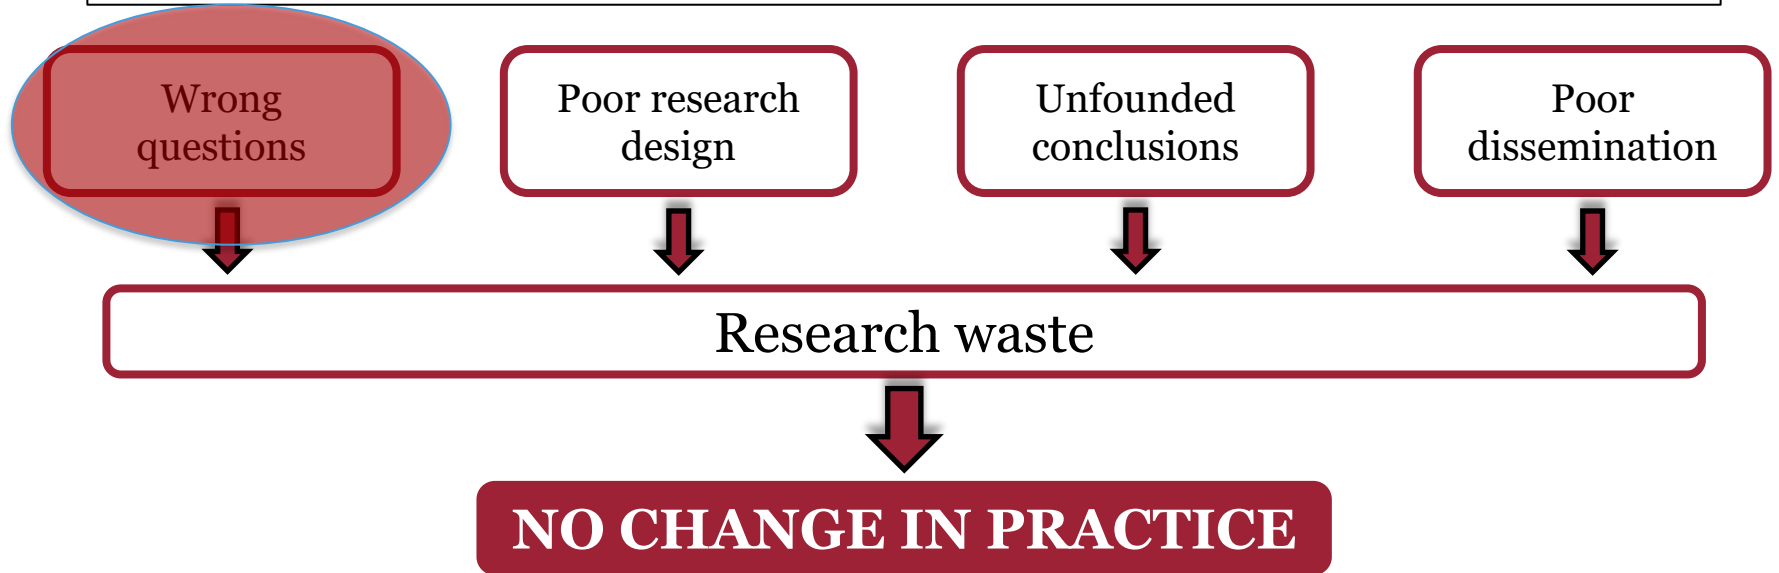 Wrong
questions
Poor research
design
Unfounded
conclusions
Poor
dissemination
Research waste
NO CHANGE IN PRACTICE